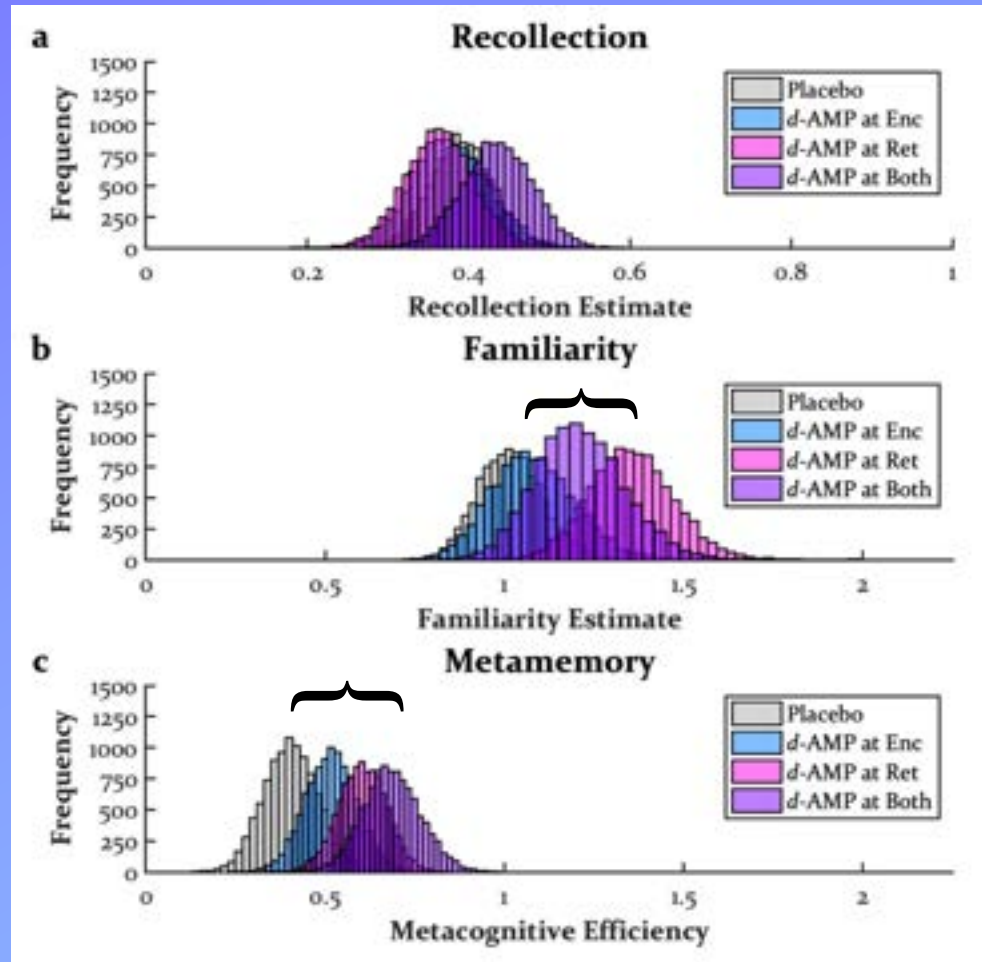 a
Recollection
1500
1250
1000
750
500
250
0
Frequency
Placebo
d-AMP at Enc
d-AMP at Ret
d-AMP at Both
0 0.2 0.4 0.6 0.8 1
Recollection Estimate
b
Familiarity
1500
1250
1000
750
500
250
0
Frequency
Placebo
d-AMP at Enc
d-AMP at Ret
d-AMP at Both
0 0.5 1 1.5 2
Familiarity Estimate
c
Metamemory
1500
1250
1000
750
500
250
0
Frequency
Placebo
d-AMP at Enc
d-AMP at Ret
d-AMP at Both
0 0.5 1 1.5 2
Metacognitive Efficiency